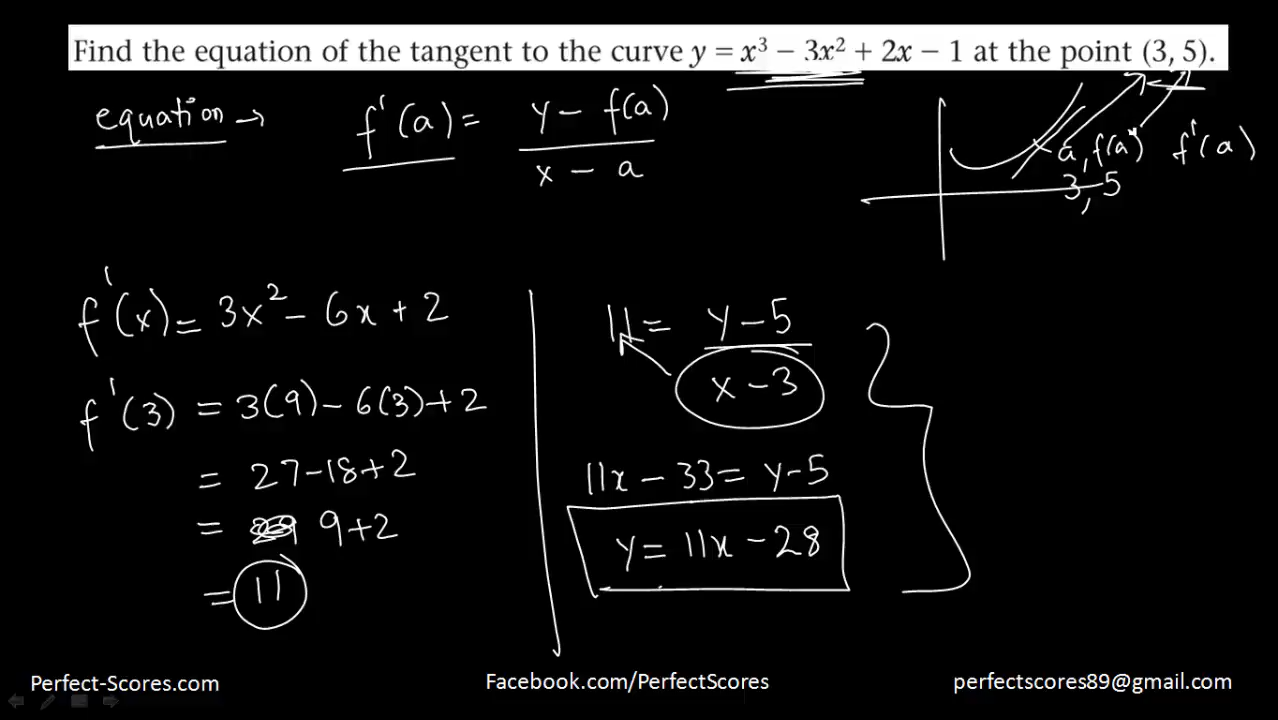 Find the equation of the tangent to the curve y = x³ − 3x² + 2x − 1 at the point (3, 5).
equation → f'(a) = y − f(a) / x − a
a, f(a) f'(a)
3, 5
f'(x) = 3x² − 6x + 2
f'(3) = 3(9) − 6(3) + 2
= 27 − 18 + 2
= 9 + 2
= 11
11 = y − 5 / x − 3
11x − 33 = y − 5
y = 11x − 28
Perfect-Scores.com
Facebook.com/PerfectScores
perfectscores89@gmail.com